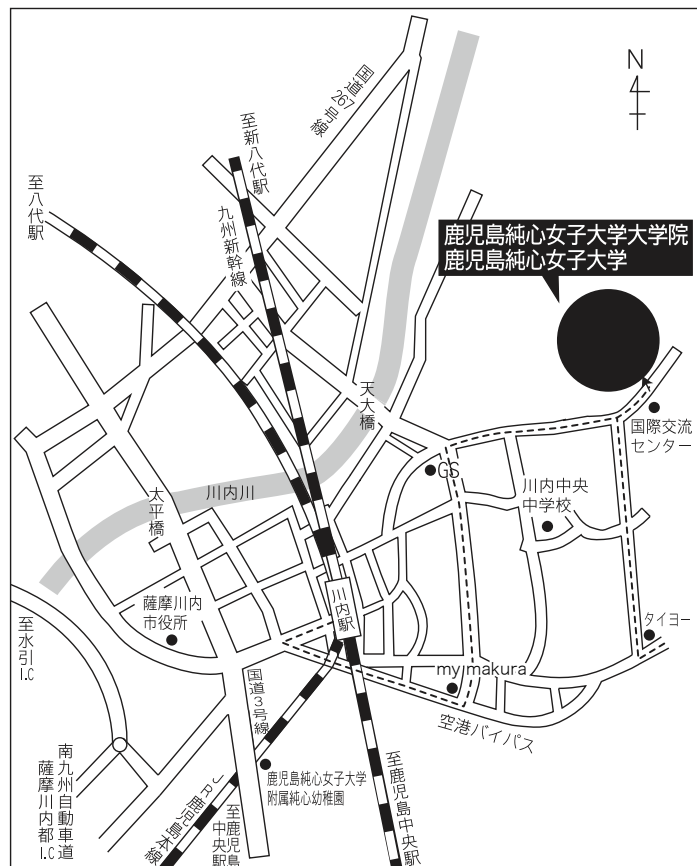 N
国道267号線
至新八代駅
九州新幹線
至八代駅
鹿児島純心女子大学大学院
鹿児島純心女子大学
天大橋
国際交流
センター
GS
川内中央
中学校
川内川
太平橋
川内駅
薩摩川内
市役所
至水引I.C
タイヨー
my makura
空港バイパス
国道3号線
鹿児島純心女子大学
附属純心幼稚園
南九州自動車道
薩摩川内都I.C
JR鹿児島本線
至鹿児島
中央駅
至鹿児島中央駅